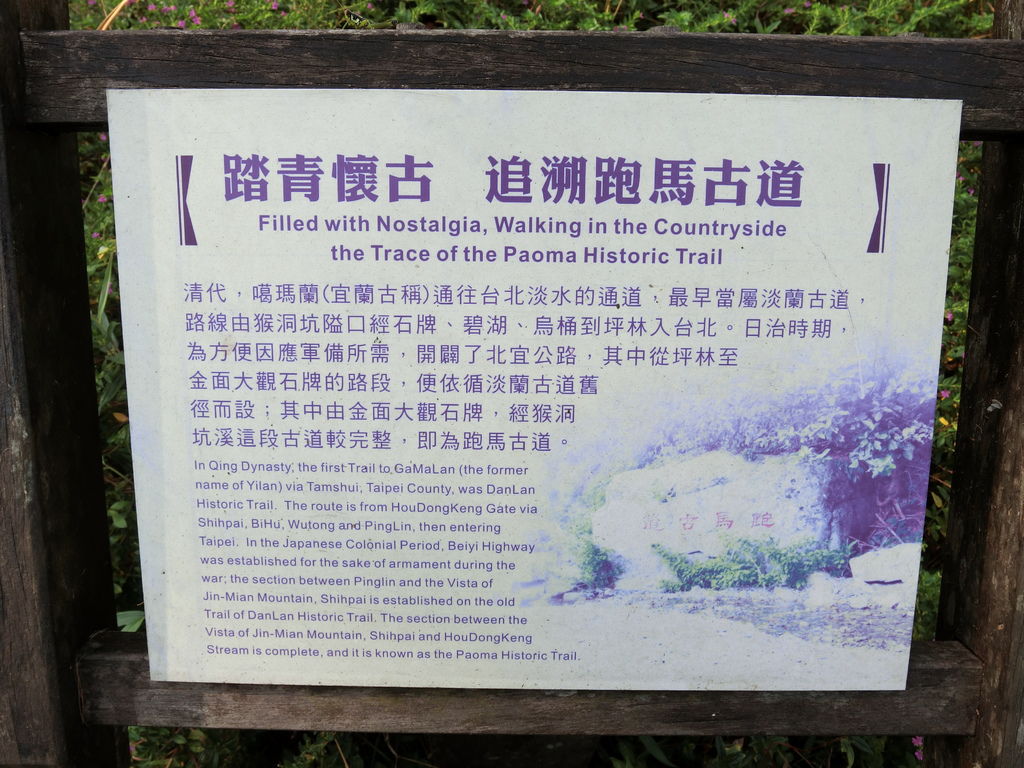 踏青懷古 追溯跑馬古道
Filled with Nostalgia, Walking in the Countryside
the Trace of the Paoma Historic Trail
清代，噶瑪蘭(宜蘭古稱)通往台北淡水的通道，最早當屬淡蘭古道，
路線由猴洞坑隘口經石牌、碧湖、烏桶到坪林入台北。日治時期，
為方便因應軍備所需，開闢了北宜公路，其中從坪林至
金面大觀石牌的路段，便依循淡蘭古道舊
徑而設；其中由金面大觀石牌，經猴洞
坑溪這段古道較完整，即為跑馬古道。
In Qing Dynasty, the first Trail to GaMaLan (the former
name of Yilan) via Tamshui, Taipei County, was DanLan
Historic Trail. The route is from HouDongKeng Gate via
Shihpai, BiHu, Wutong and PingLin, then entering
Taipei. In the Japanese Colonial Period, Beiyi Highway
was established for the sake of armament during the
war; the section between Pinglin and the Vista of
Jin-Mian Mountain, Shihpai is established on the old
Trail of DanLan Historic Trail. The section between the
Vista of Jin-Mian Mountain, Shihpai and HouDongKeng
Stream is complete, and it is known as the Paoma Historic Trail.
道古馬跑